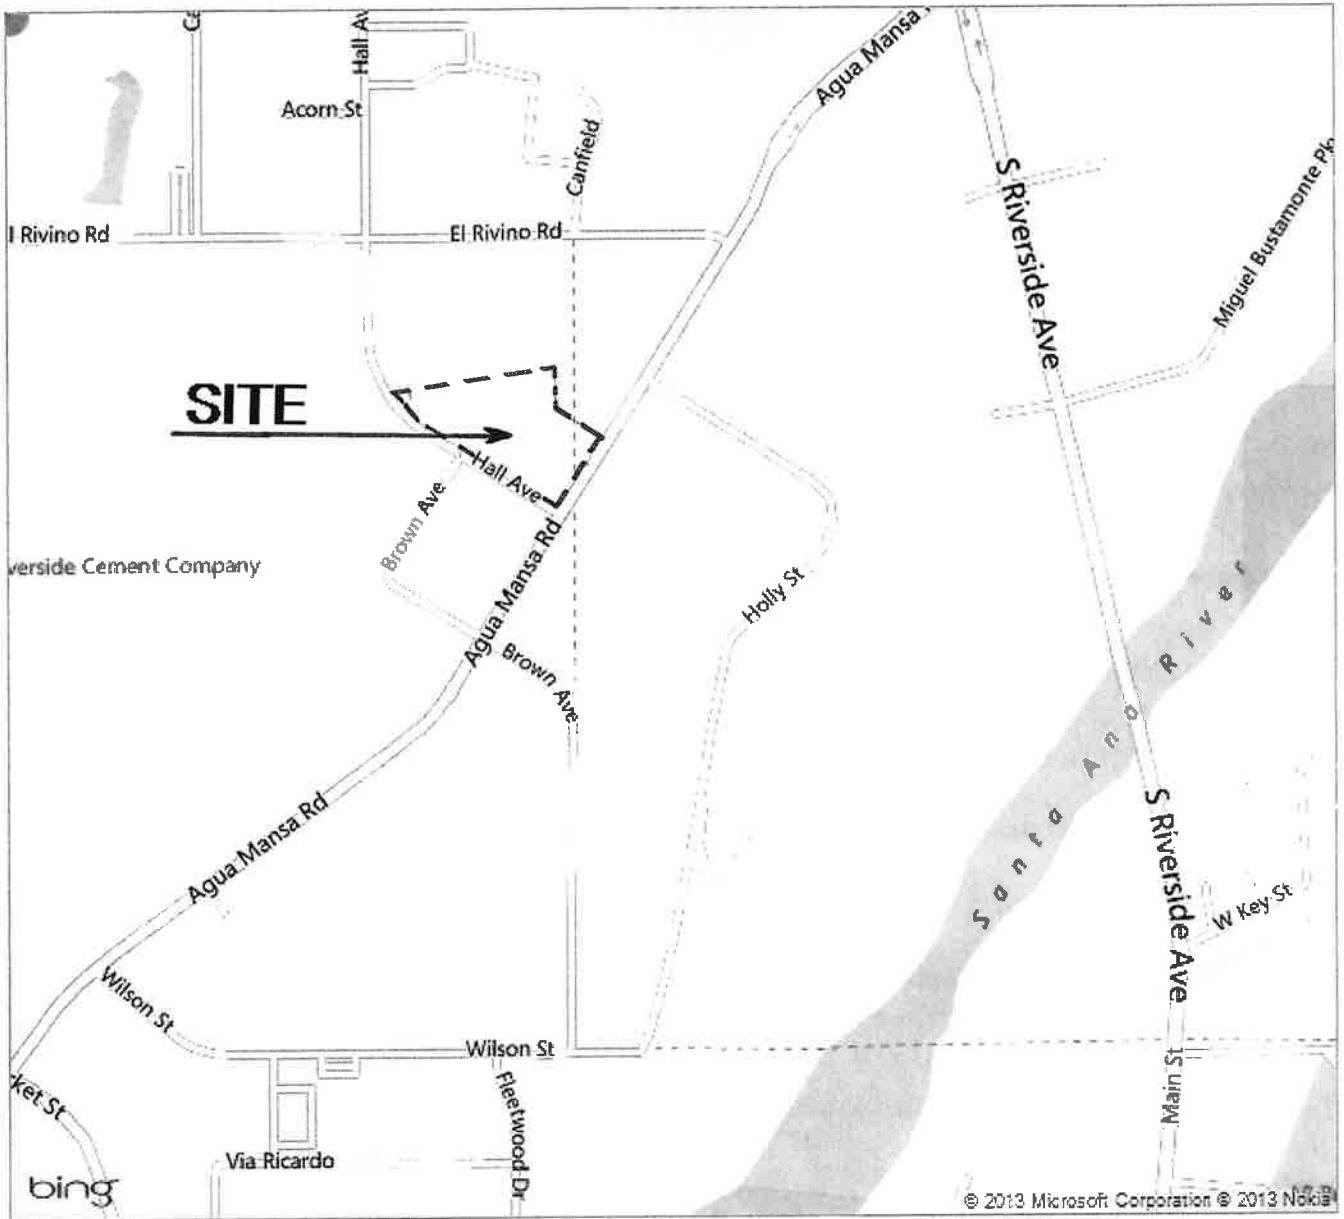 Hall Av
Agua Mansa
Acorn St
Canfield
l Rivino Rd
El Rivino Rd
S Riverside Ave
Miguel Bustamonte Pk
SITE
Hall Ave
Brown Ave
verside Cement Company
Agua Mansa Rd
Holly St
Brown Ave
Santa Ana River
Agua Mansa Rd
S Riverside Ave
W Key St
Wilson St
Wilson St
ket St
Fleetwood Dr
Main St
Via Ricardo
bing
© 2013 Microsoft Corporation © 2013 Nokia